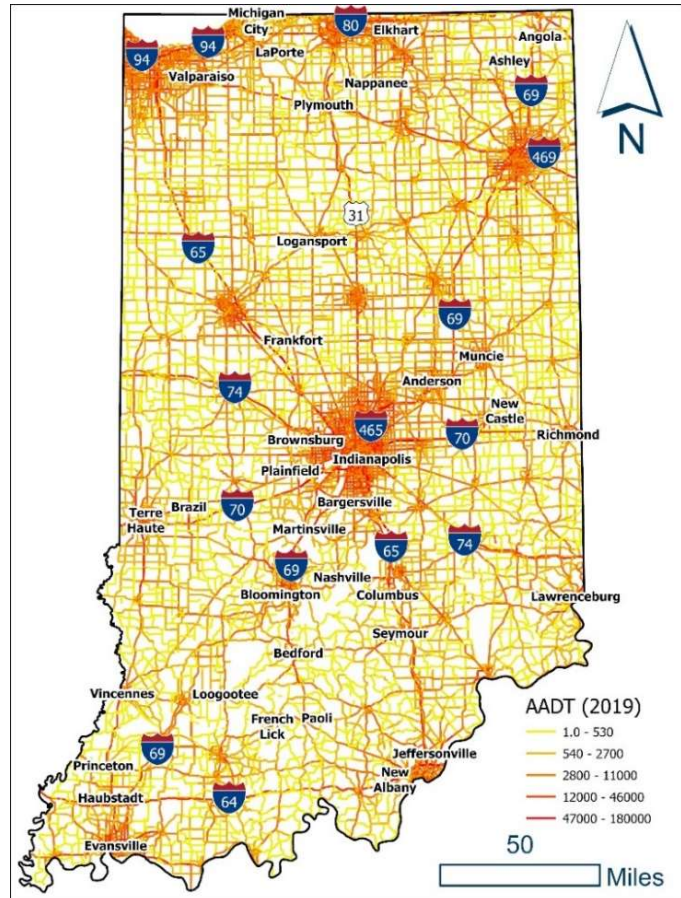 Michigan
City
80
Elkhart
94
94
LaPorte
Angola
Valparaiso
Nappanee
Ashley
Plymouth
69
N
469
31
Logansport
65
69
Frankfort
Muncie
74
Anderson
New
Castle
465
70
Brownsburg
Richmond
Indianapolis
Plainfield
Terre
Haute
Brazil
70
Bargersville
Martinsville
65
74
69
Nashville
Bloomington
Columbus
Lawrenceburg
Seymour
Bedford
Vincennes
Loogootee
French
Lick
Paoli
AADT (2019)
1.0 - 530
540 - 2700
2800 - 11000
12000 - 46000
47000 - 180000
69
Princeton
Jeffersonville
New
Albany
Haubstadt
64
Evansville
50
Miles